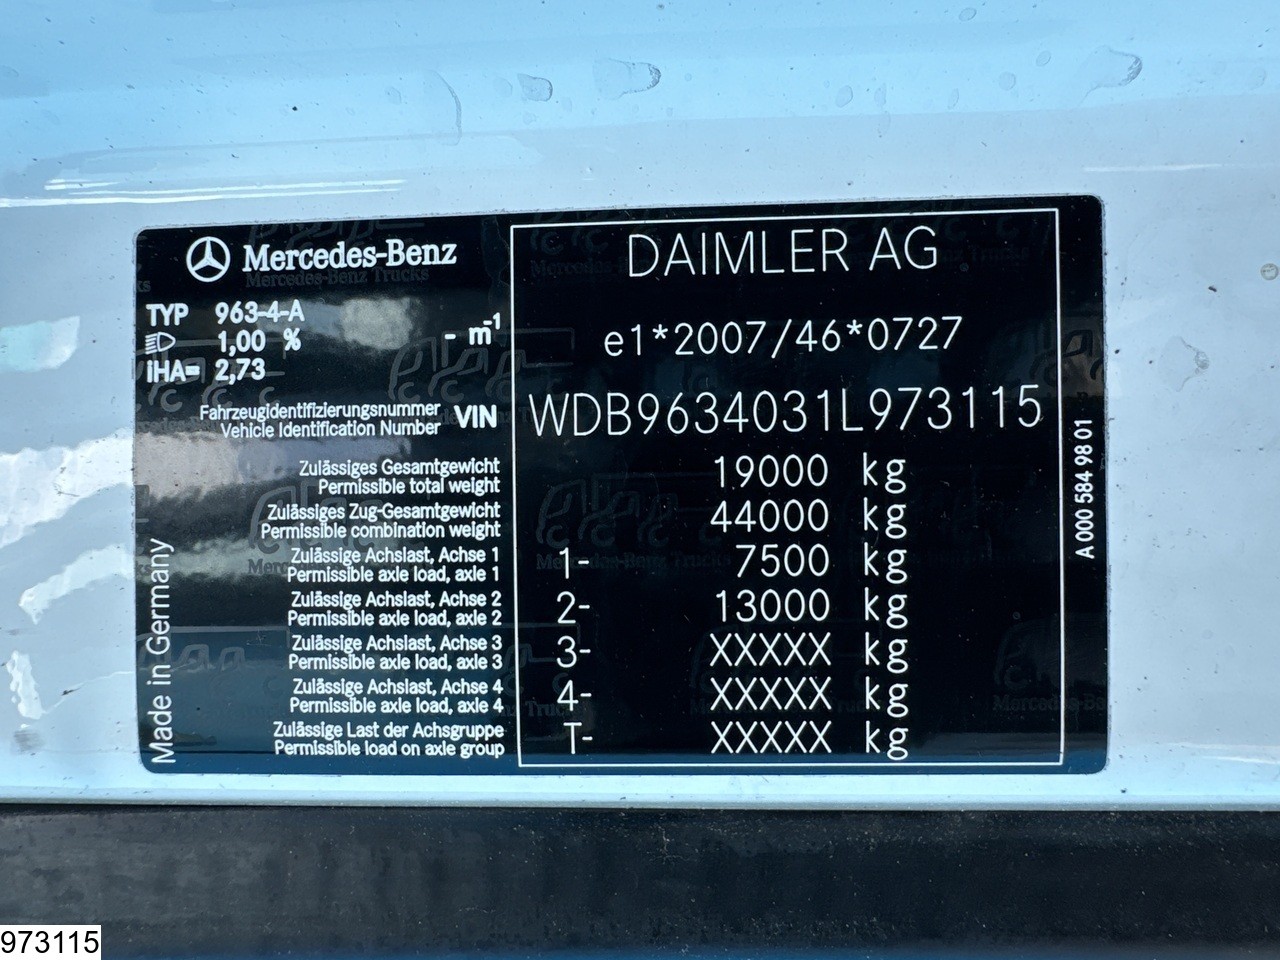 Mercedes-Benz
TYP 963-4-A
1,00 % - m-1
iHA= 2,73
DAIMLER AG
e1*2007/46*0727
Fahrzeugidentifizierungsnummer
Vehicle Identification Number
VIN WDB9634031L973115
Zulässiges Gesamtgewicht
Permissible total weight
19000 kg
Zulässiges Zug-Gesamtgewicht
Permissible combination weight
44000 kg
Zulässige Achslast, Achse 1
Permissible axle load, axle 1
1- 7500 kg
Zulässige Achslast, Achse 2
Permissible axle load, axle 2
2- 13000 kg
Zulässige Achslast, Achse 3
Permissible axle load, axle 3
3- XXXXX kg
Zulässige Achslast, Achse 4
Permissible axle load, axle 4
4- XXXXX kg
Zulässige Last der Achsgruppe
Permissible load on axle group
T- XXXXX kg
Made in Germany
A 000 584 98 01
973115